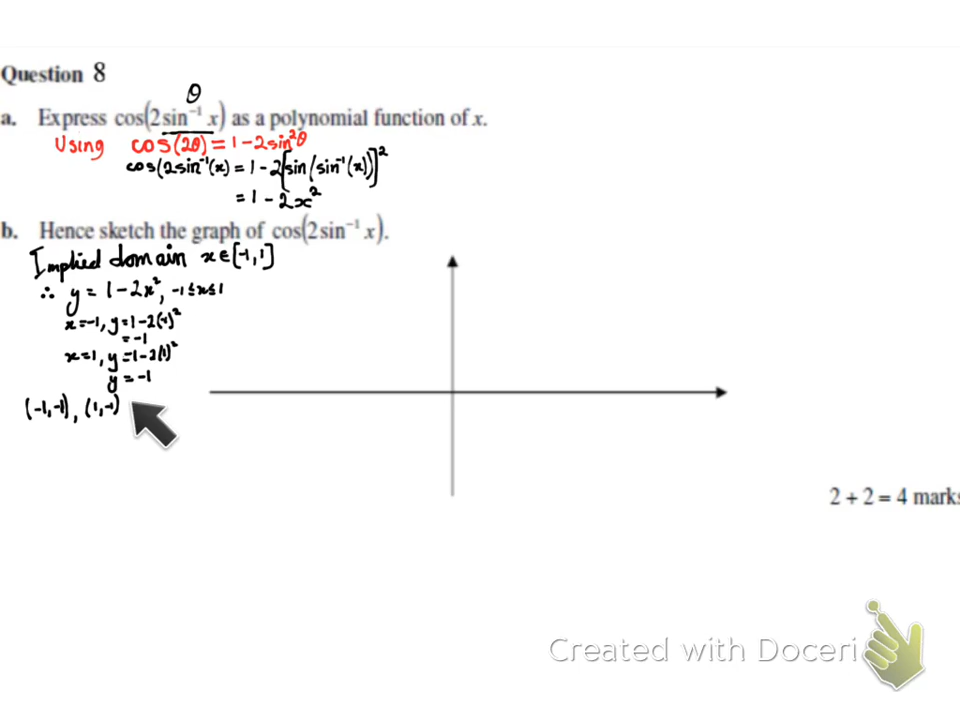 Question 8
θ
a. Express cos(2sin⁻¹ x) as a polynomial function of x.
Using cos(2θ) = 1 - 2sin²θ
cos(2sin⁻¹(x) = 1 - 2[sin(sin⁻¹(x))]²
= 1 - 2x²
b. Hence sketch the graph of cos(2sin⁻¹ x).
Implied domain x∈[-1,1]
∴ y = 1 - 2x², -1≤x≤1
x=-1, y=1-2(-1)²
= -1
x=1, y=1-2(1)²
y = -1
(-1,-1), (1,-1)
2 + 2 = 4 marks
Created with Doceri